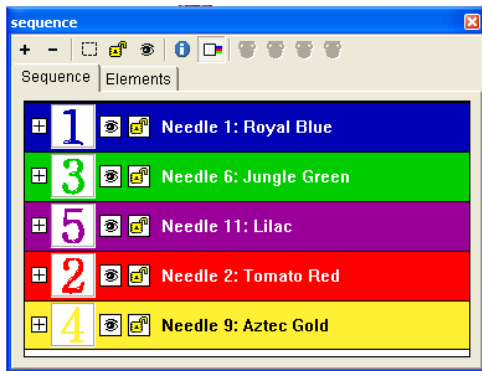 sequence
Sequence Elements
1 Needle 1: Royal Blue
3 Needle 6: Jungle Green
5 Needle 11: Lilac
2 Needle 2: Tomato Red
4 Needle 9: Aztec Gold